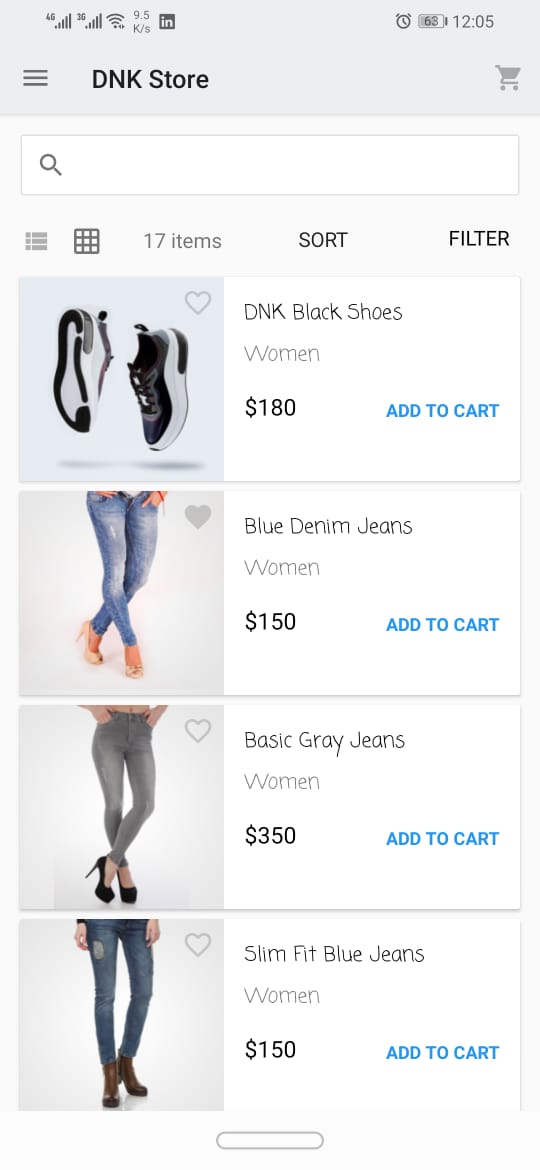 4G 3G 9.5 K/s in 63 12:05
DNK Store
17 items SORT FILTER
DNK Black Shoes
Women
$180 ADD TO CART
Blue Denim Jeans
Women
$150 ADD TO CART
Basic Gray Jeans
Women
$350 ADD TO CART
Slim Fit Blue Jeans
Women
$150 ADD TO CART